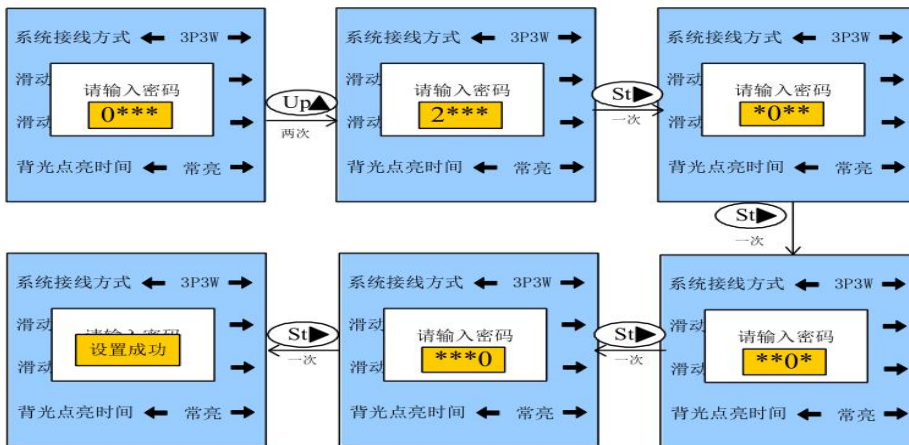 系统接线方式 3P3W
滑动
请输入密码
0***
滑动
背光点亮时间 常亮
Up
两次
系统接线方式 3P3W
滑动
请输入密码
2***
滑动
背光点亮时间 常亮
St
一次
系统接线方式 3P3W
滑动
请输入密码
*0**
滑动
背光点亮时间 常亮
St
一次
系统接线方式 3P3W
滑动
请输入密码
**0*
滑动
背光点亮时间 常亮
St
一次
系统接线方式 3P3W
滑动
请输入密码
***0
滑动
背光点亮时间 常亮
St
一次
系统接线方式 3P3W
滑动
请输入密码
设置成功
滑动
背光点亮时间 常亮